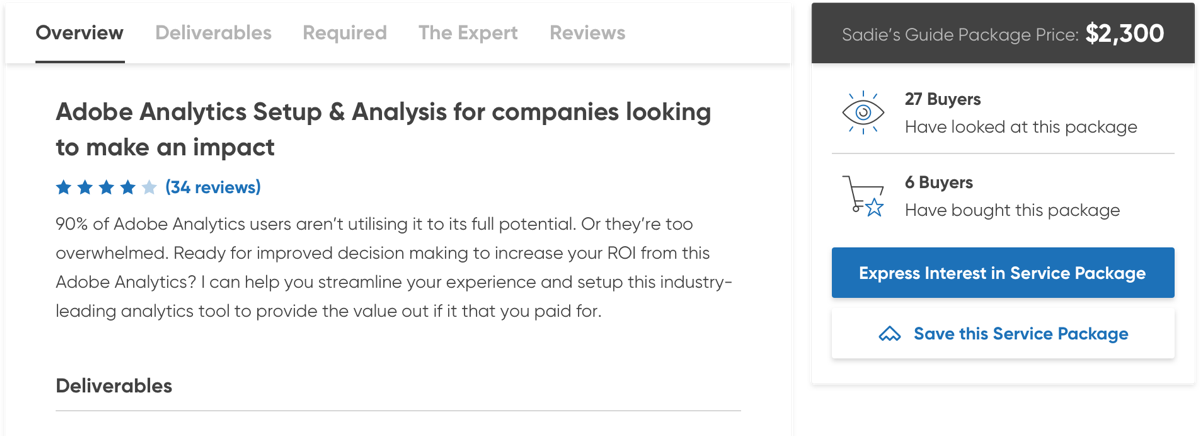 Overview Deliverables Required The Expert Reviews
Adobe Analytics Setup & Analysis for companies looking
to make an impact
(34 reviews)
90% of Adobe Analytics users aren't utilising it to its full potential. Or they're too
overwhelmed. Ready for improved decision making to increase your ROI from this
Adobe Analytics? I can help you streamline your experience and setup this industry-
leading analytics tool to provide the value out if it that you paid for.
Deliverables
Sadie's Guide Package Price: $2,300
27 Buyers
Have looked at this package
6 Buyers
Have bought this package
Express Interest in Service Package
Save this Service Package